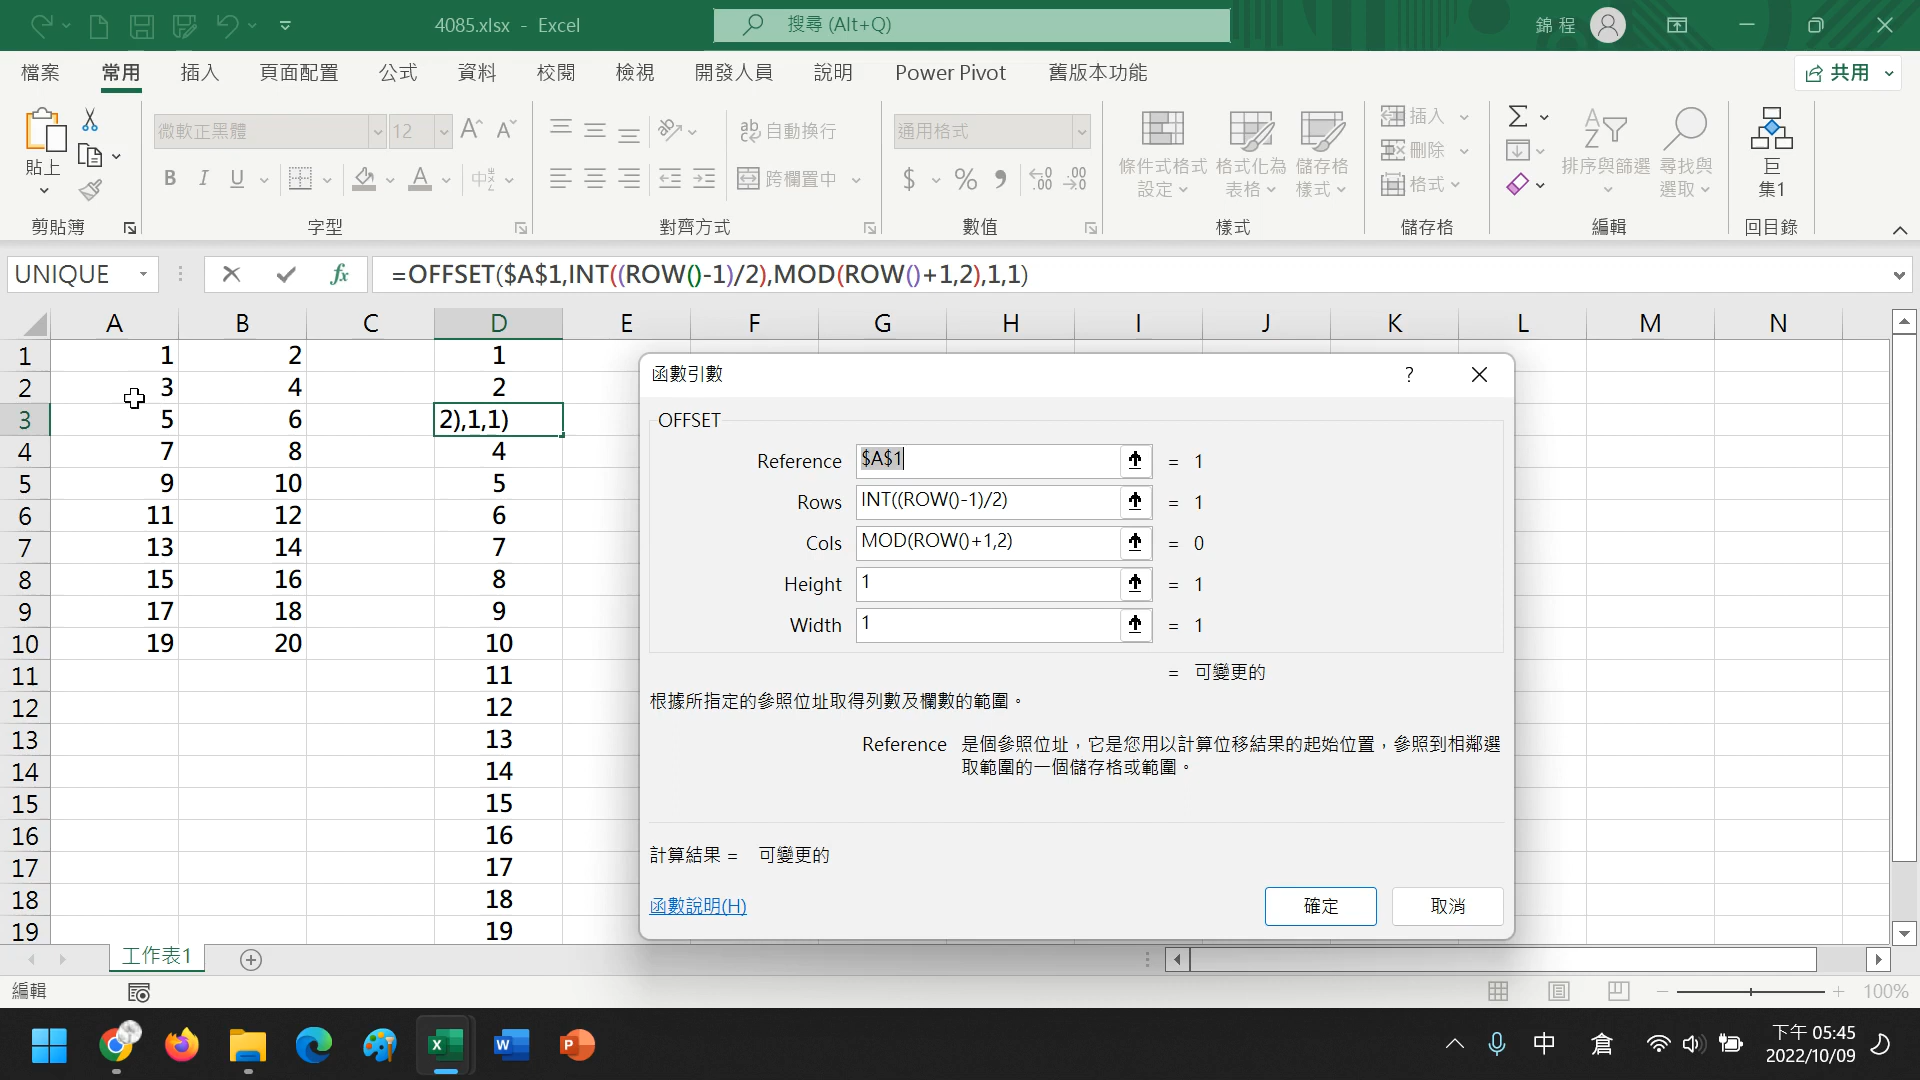 4085.xlsx - Excel
搜尋 (Alt+Q)
錦 程
檔案 常用 插入 頁面配置 公式 資料 校閱 檢視 開發人員 說明 Power Pivot 舊版本功能 共用
貼上
微軟正黑體 12
自動換行
通用格式
B I U
跨欄置中
$ % 9
條件式格式
設定
格式化為
表格
儲存格
樣式
插入
刪除
格式
排序與篩選
尋找與
選取
巨
集1
剪貼簿 字型 對齊方式 數值 樣式 儲存格 編輯 回目錄
UNIQUE fx =OFFSET($A$1,INT((ROW()-1)/2),MOD(ROW()+1,2),1,1)
A B C D E F G H I J K L M N
1 1 2 1
2 3 4 2
3 5 6 2),1,1)
4 7 8 4
5 9 10 5
6 11 12 6
7 13 14 7
8 15 16 8
9 17 18 9
10 19 20 10
11 11
12 12
13 13
14 14
15 15
16 16
17 17
18 18
19 19
函數引數 ?
OFFSET
Reference $A$1 = 1
Rows INT((ROW()-1)/2) = 1
Cols MOD(ROW()+1,2) = 0
Height 1 = 1
Width 1 = 1
= 可變更的
根據所指定的參照位址取得列數及欄數的範圍。
Reference 是個參照位址，它是您用以計算位移結果的起始位置，參照到相鄰選
取範圍的一個儲存格或範圍。
計算結果 = 可變更的
函數說明(H)
確定 取消
工作表1
編輯
100%
中 倉
下午 05:45
2022/10/09